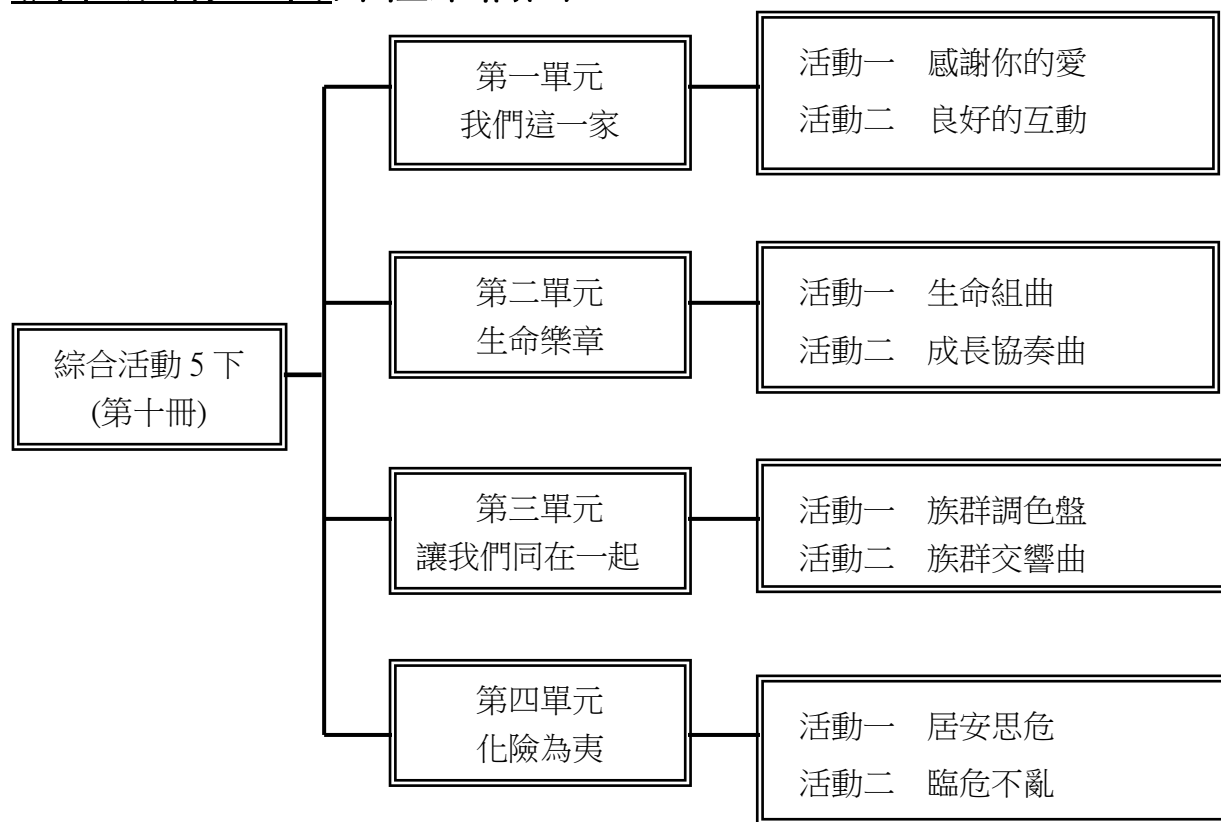 綜合活動 5 下
(第十冊)
第一單元
我們這一家
活動一　感謝你的愛
活動二　良好的互動
第二單元
生命樂章
活動一　生命組曲
活動二　成長協奏曲
第三單元
讓我們同在一起
活動一　族群調色盤
活動二　族群交響曲
第四單元
化險為夷
活動一　居安思危
活動二　臨危不亂